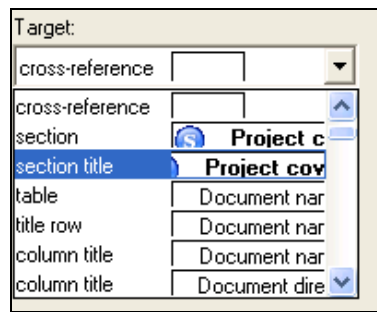 Target:
cross-reference
cross-reference
section S Project c
section title Project cov
table Document nar
title row Document nar
column title Document nar
column title Document dire